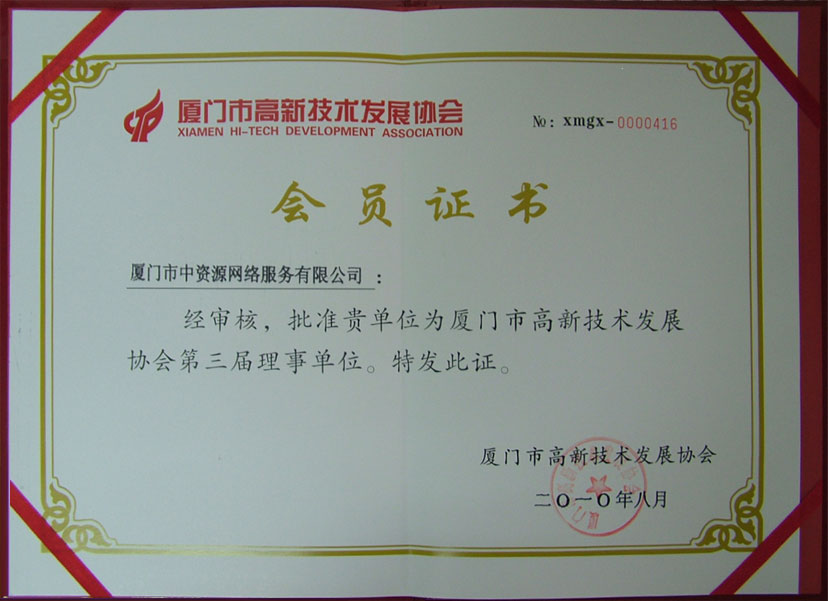 厦门市高新技术发展协会
XIAMEN HI-TECH DEVELOPMENT ASSOCIATION
№: xmgx-0000416
会员证书
厦门市中资源网络服务有限公司:
经审核，批准贵单位为厦门市高新技术发展
协会第三届理事单位。特发此证。
厦门市高新技术发展协会
二〇一〇年八月